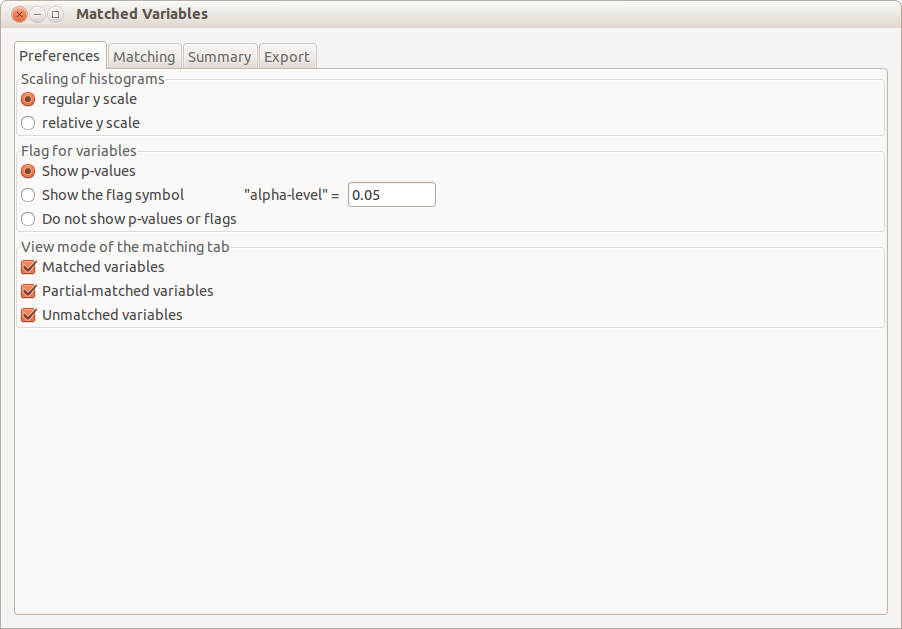 Matched Variables
Preferences Matching Summary Export
Scaling of histograms
regular y scale
relative y scale
Flag for variables
Show p-values
Show the flag symbol "alpha-level" = 0.05
Do not show p-values or flags
View mode of the matching tab
Matched variables
Partial-matched variables
Unmatched variables